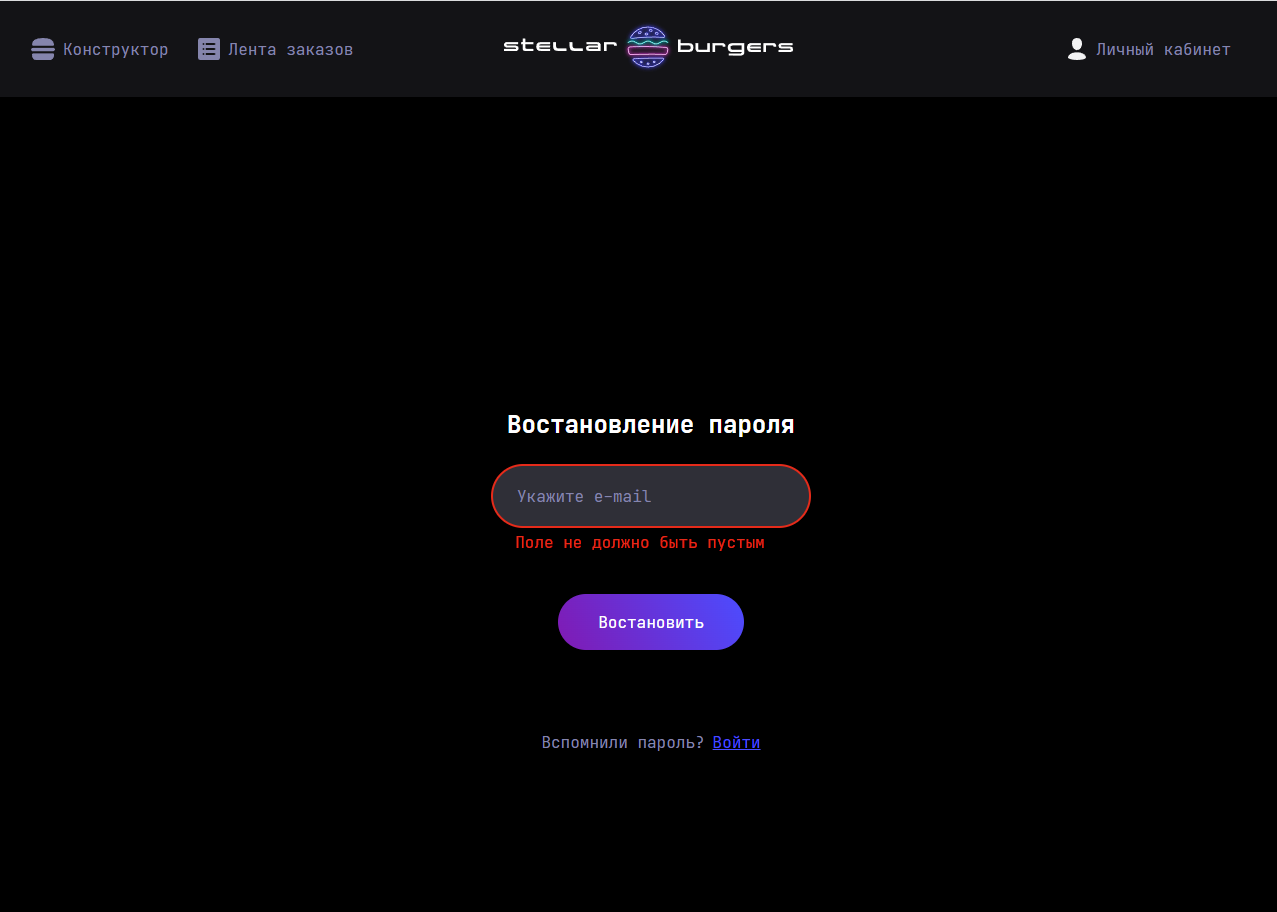 Конструктор
Лента заказов
stellar burgers
Личный кабинет
Востановление пароля
Укажите e-mail
Поле не должно быть пустым
Востановить
Вспомнили пароль? Войти